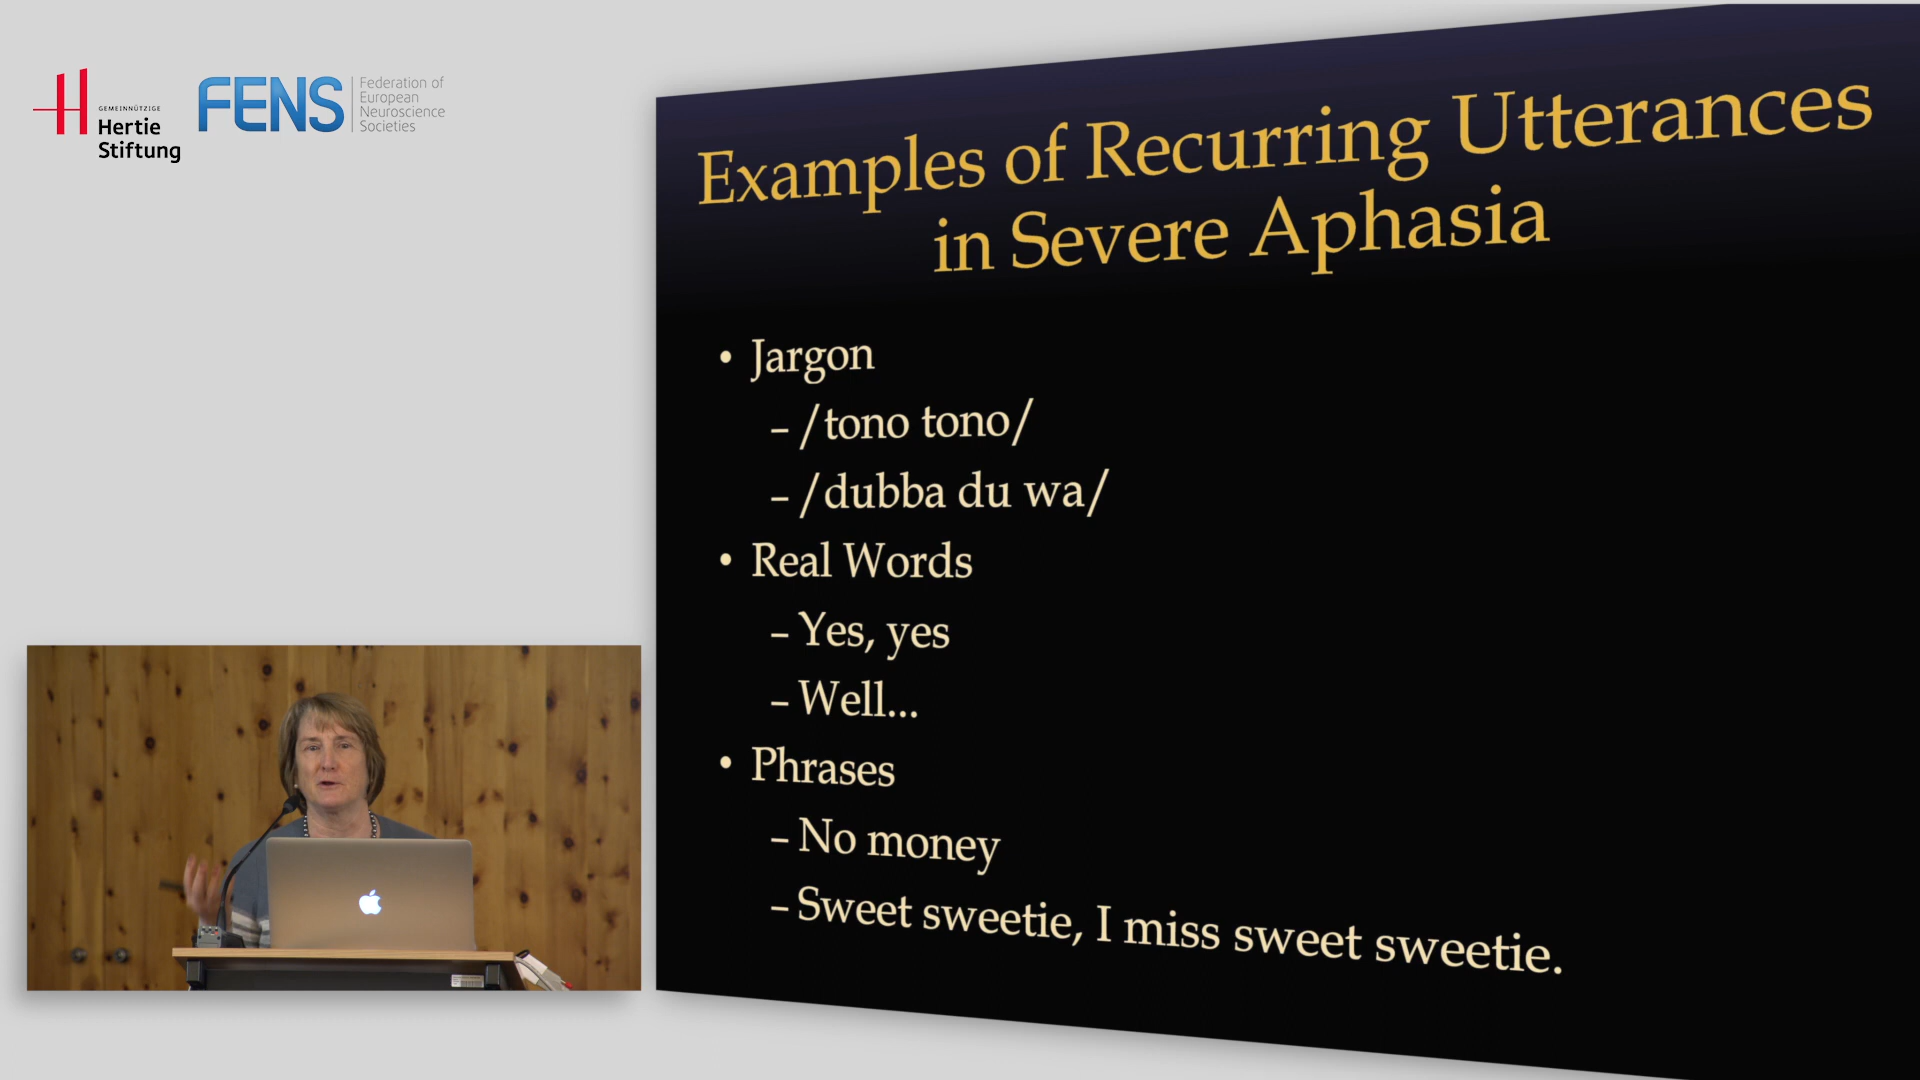 GEMEINNÜTZIGE
Hertie
Stiftung
FENS
Federation of
European
Neuroscience
Societies
Examples of Recurring Utterances
in Severe Aphasia
• Jargon
– /tono tono/
– /dubba du wa/
• Real Words
– Yes, yes
– Well...
• Phrases
– No money
– Sweet sweetie, I miss sweet sweetie.